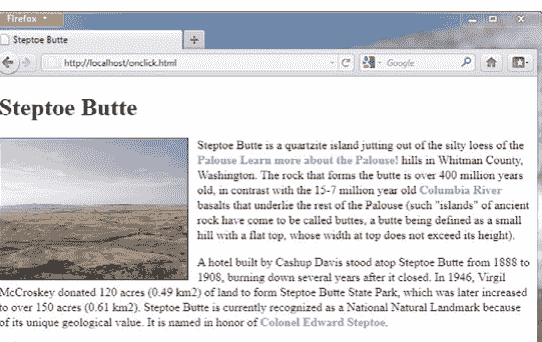 Firefox
Steptoe Butte
http://localhost/onclick.html
Google
Steptoe Butte
Steptoe Butte is a quartzite island jutting out of the silty loess of the
Palouse Learn more about the Palouse! hills in Whitman County,
Washington. The rock that forms the butte is over 400 million years
old, in contrast with the 15-7 million year old Columbia River
basalts that underlie the rest of the Palouse (such "islands" of ancient
rock have come to be called buttes, a butte being defined as a small
hill with a flat top, whose width at top does not exceed its height).
A hotel built by Cashup Davis stood atop Steptoe Butte from 1888 to
1908, burning down several years after it closed. In 1946, Virgil
McCroskey donated 120 acres (0.49 km2) of land to form Steptoe Butte State Park, which was later increased
to over 150 acres (0.61 km2). Steptoe Butte is currently recognized as a National Natural Landmark because
of its unique geological value. It is named in honor of Colonel Edward Steptoe.